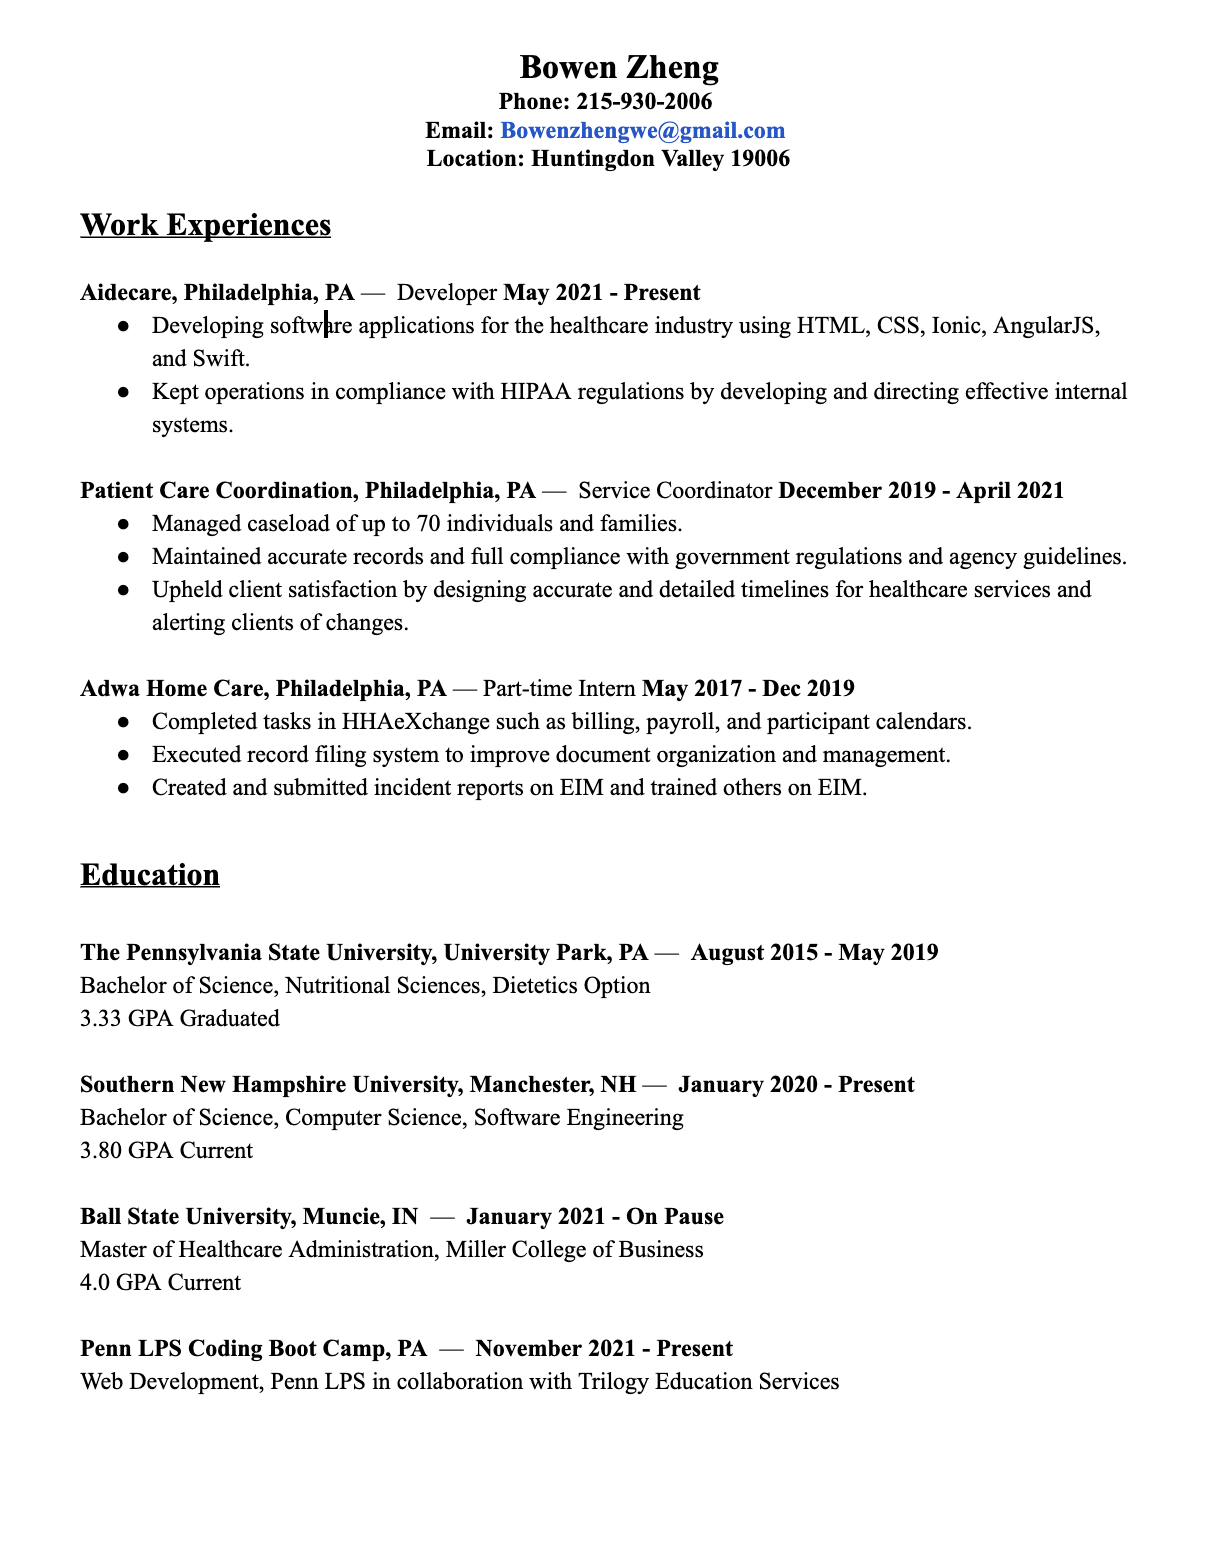 Bowen Zheng
Phone: 215-930-2006
Email: Bowenzhengwe@gmail.com
Location: Huntingdon Valley 19006
Work Experiences
Aidecare, Philadelphia, PA — Developer May 2021 - Present
● Developing software applications for the healthcare industry using HTML, CSS, Ionic, AngularJS,
and Swift.
● Kept operations in compliance with HIPAA regulations by developing and directing effective internal
systems.
Patient Care Coordination, Philadelphia, PA — Service Coordinator December 2019 - April 2021
● Managed caseload of up to 70 individuals and families.
● Maintained accurate records and full compliance with government regulations and agency guidelines.
● Upheld client satisfaction by designing accurate and detailed timelines for healthcare services and
alerting clients of changes.
Adwa Home Care, Philadelphia, PA — Part-time Intern May 2017 - Dec 2019
● Completed tasks in HHAeXchange such as billing, payroll, and participant calendars.
● Executed record filing system to improve document organization and management.
● Created and submitted incident reports on EIM and trained others on EIM.
Education
The Pennsylvania State University, University Park, PA — August 2015 - May 2019
Bachelor of Science, Nutritional Sciences, Dietetics Option
3.33 GPA Graduated
Southern New Hampshire University, Manchester, NH — January 2020 - Present
Bachelor of Science, Computer Science, Software Engineering
3.80 GPA Current
Ball State University, Muncie, IN — January 2021 - On Pause
Master of Healthcare Administration, Miller College of Business
4.0 GPA Current
Penn LPS Coding Boot Camp, PA — November 2021 - Present
Web Development, Penn LPS in collaboration with Trilogy Education Services